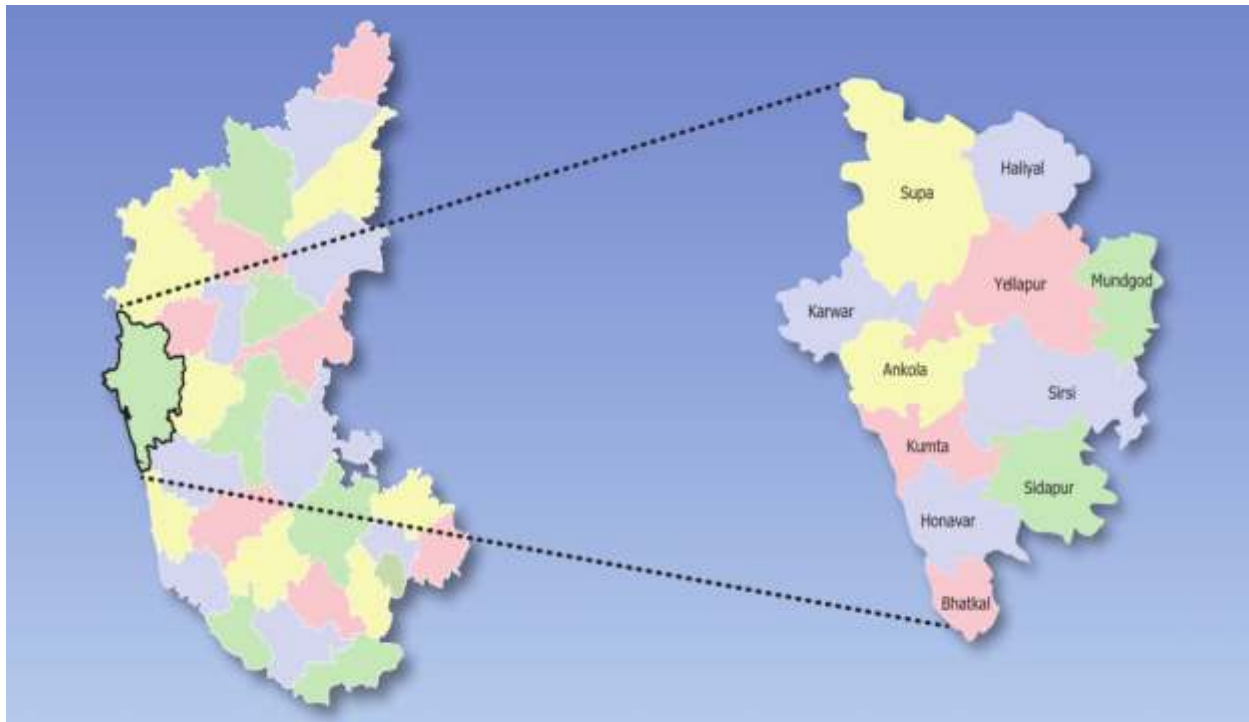 Haliyal
Supa
Mundgod
Yellapur
Karwar
Ankola
Sirsi
Kumta
Sidapur
Honavar
Bhatkal